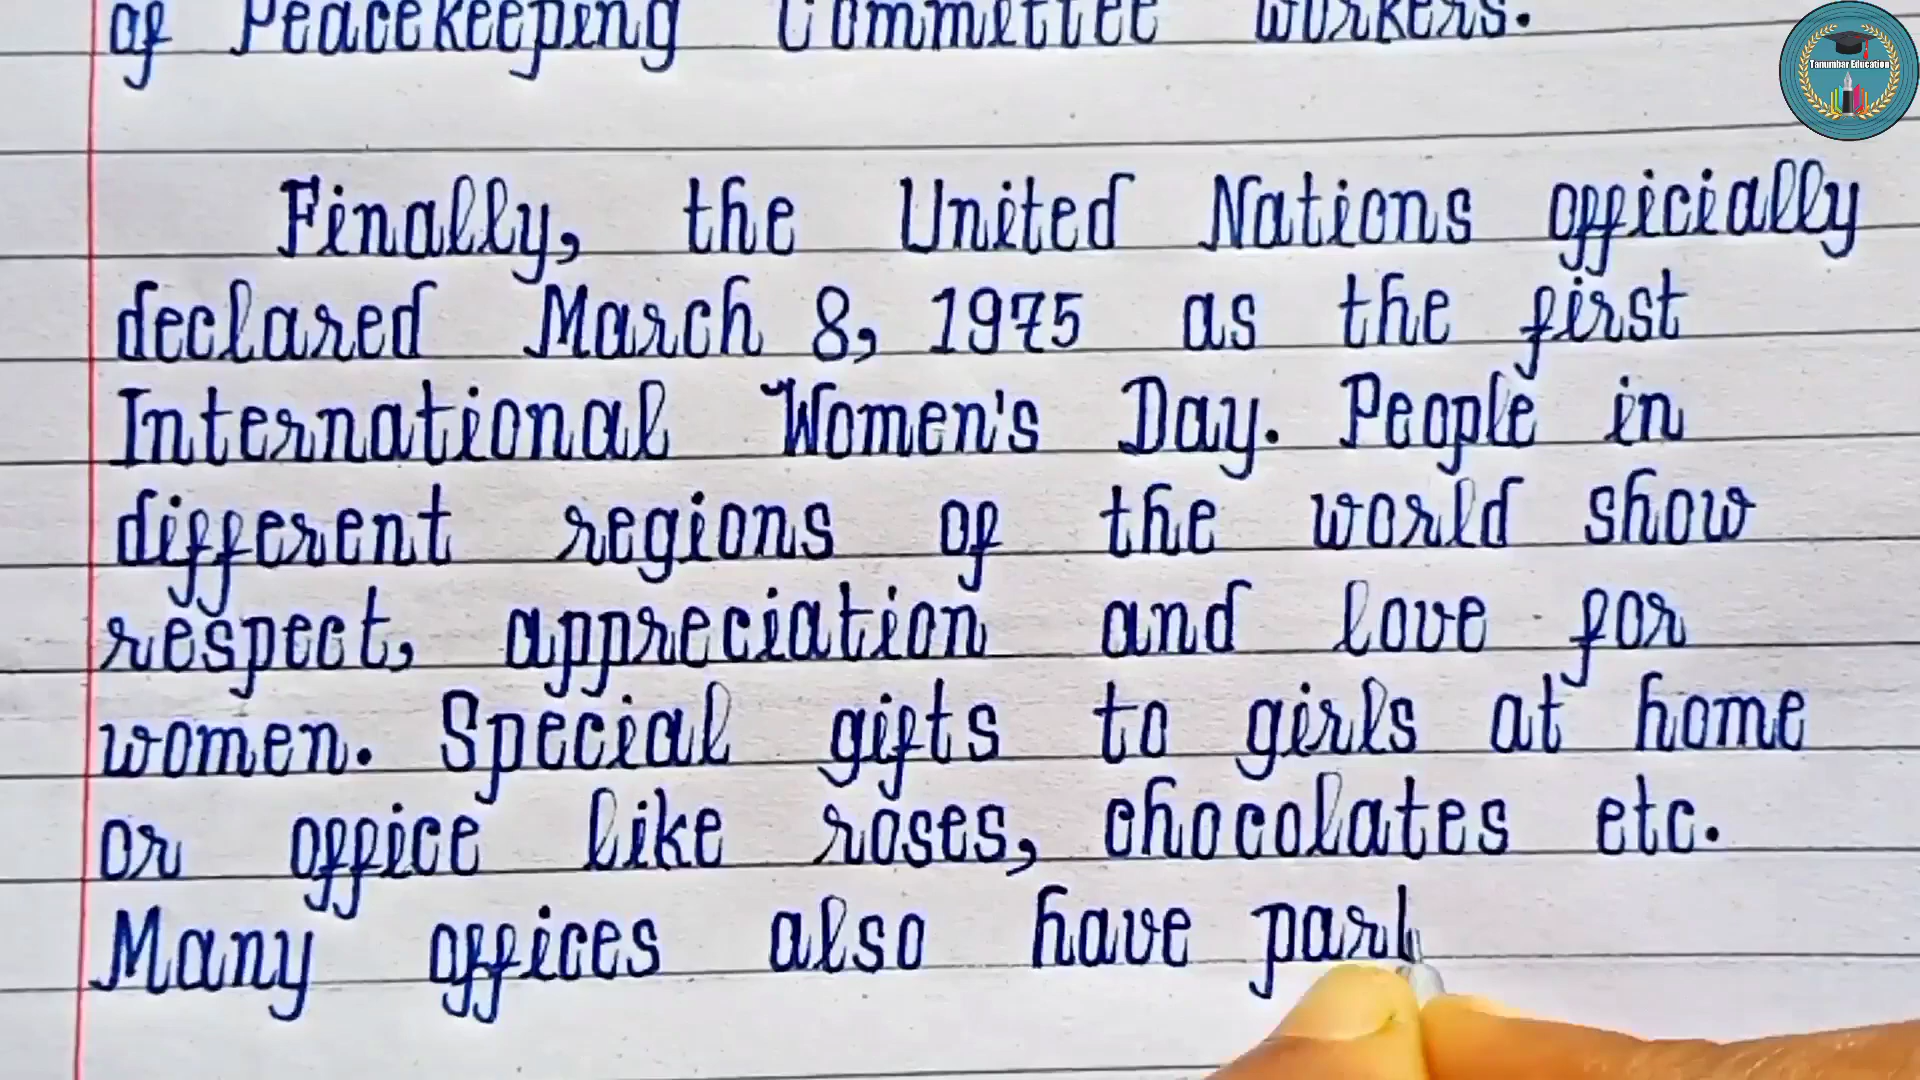 of Peacekeeping Committee workers.
Tanumbar Education
Finally, the United Nations officially
declared March 8, 1975 as the first
International Women's Day. People in
different regions of the world show
respect, appreciation and love for
women. Special gifts to girls at home
or office like roses, chocolates etc.
Many offices also have